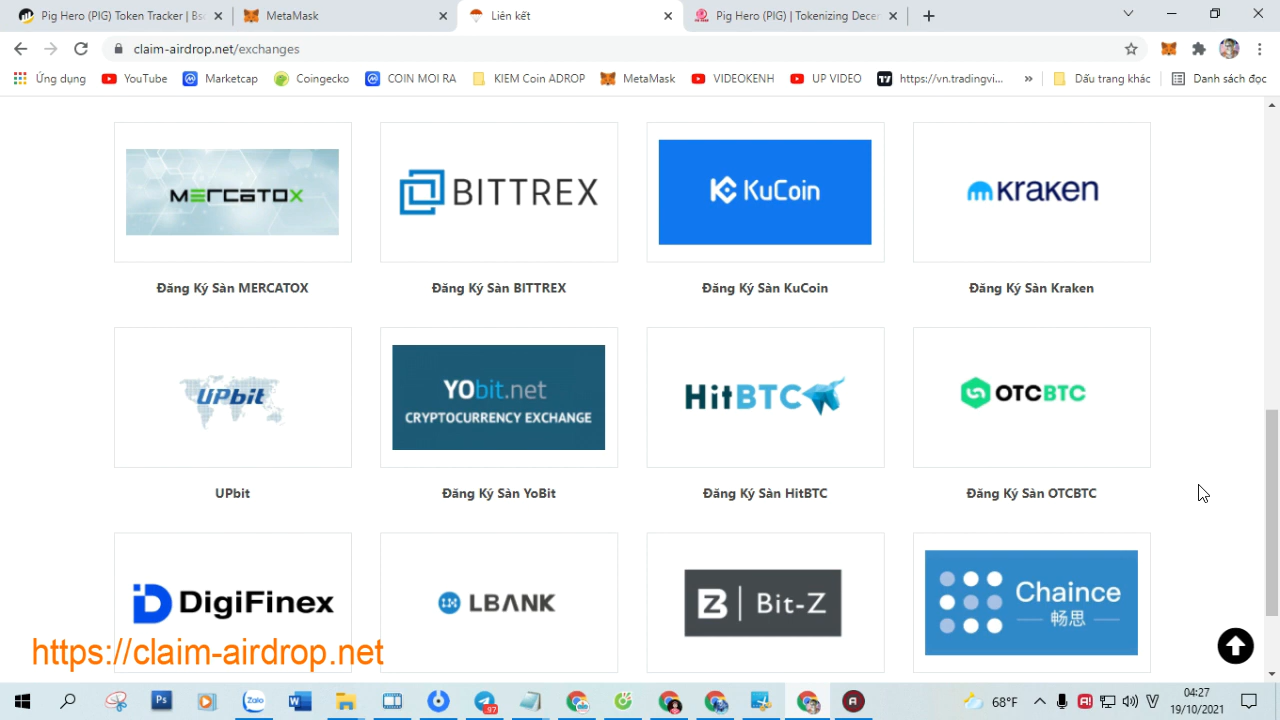 Pig Hero (PIG) Token Tracker | Bsc
MetaMask
Liên kết
Pig Hero (PIG) Tokenizing Decen
claim-airdrop.net/exchanges
Ứng dụng
YouTube
Marketcap
Coingecko
COIN MOI RA
KIEM Coin ADROP
MetaMask
VIDEOKENH
UP VIDEO
https://vn.tradingvi...
»
Dấu trang khác
Danh sách đọc
MERCATOX
BITTREX
KuCoin
kraken
Đăng Ký Sàn MERCATOX
Đăng Ký Sàn BITTREX
Đăng Ký Sàn KuCoin
Đăng Ký Sàn Kraken
UPbit
YObit.net
CRYPTOCURRENCY EXCHANGE
HitBTC
OTCBTC
UPbit
Đăng Ký Sàn YoBit
Đăng Ký Sàn HitBTC
Đăng Ký Sàn OTCBTC
DigiFinex
LBANK
Bit-Z
Chaince
畅思
https://claim-airdrop.net
Ps
Zalo
W
97
68°F
04:27
19/10/2021